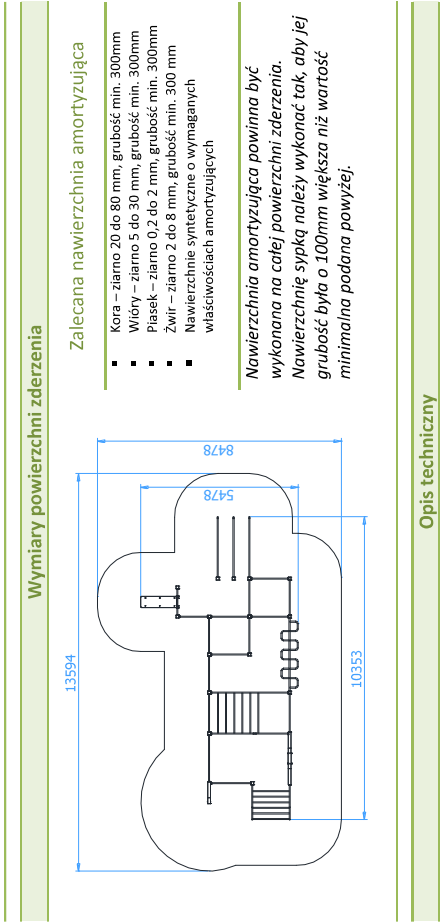 Wymiary powierzchni zderzenia
Zalecana nawierzchnia amortyzująca
▪ Kora – ziarno 20 do 80 mm, grubość min. 300mm
▪ Wióry – ziarno 5 do 30 mm, grubość min. 300mm
▪ Piasek – ziarno 0,2 do 2 mm, grubość min. 300mm
▪ Żwir – ziarno 2 do 8 mm, grubość min. 300 mm
▪ Nawierzchnie syntetyczne o wymaganych
właściwościach amortyzujących
Nawierzchnia amortyzująca powinna być
wykonana na całej powierzchni zderzenia.
Nawierzchnię sypką należy wykonać tak, aby jej
grubość była o 100mm większa niż wartość
minimalna podana powyżej.
13594
8478
5478
10353
Opis techniczny